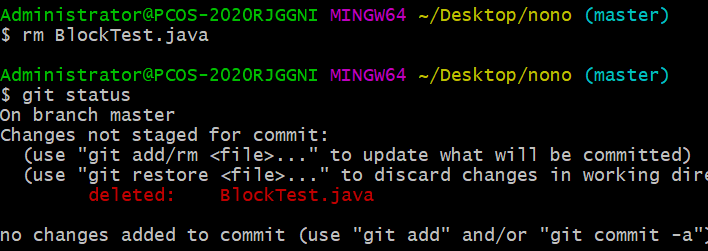 Administrator@PCOS-2020RJGGNI MINGW64 ~/Desktop/nono (master)
$ rm BlockTest.java
Administrator@PCOS-2020RJGGNI MINGW64 ~/Desktop/nono (master)
$ git status
On branch master
Changes not staged for commit:
  (use "git add/rm <file>..." to update what will be committed)
  (use "git restore <file>..." to discard changes in working dire
        deleted:    BlockTest.java
no changes added to commit (use "git add" and/or "git commit -a")